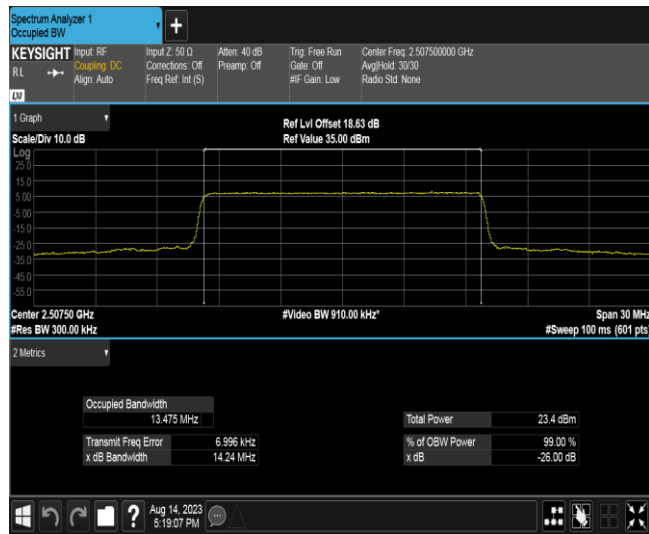 Spectrum Analyzer 1
Occupied BW
KEYSIGHT
R L
LXI
Input: RF
Coupling: DC
Align: Auto
Input Z: 50 Ω
Corrections: Off
Freq Ref: Int (S)
Atten: 40 dB
Preamp: Off
Trig: Free Run
Gate: Off
#IF Gain: Low
Center Freq: 2.507500000 GHz
Avg|Hold: 30/30
Radio Std: None
1 Graph
Scale/Div 10.0 dB
Ref Lvl Offset 18.63 dB
Ref Value 35.00 dBm
Log
25.0
15.0
5.00
-5.00
-15.0
-25.0
-35.0
-45.0
-55.0
Center 2.50750 GHz
#Video BW 910.00 kHz*
Span 30 MHz
#Res BW 300.00 kHz
#Sweep 100 ms (601 pts)
2 Metrics
Occupied Bandwidth
13.475 MHz
Total Power 23.4 dBm
Transmit Freq Error 6.996 kHz
% of OBW Power 99.00 %
x dB Bandwidth 14.24 MHz
x dB -26.00 dB
?
Aug 14, 2023
5:19:07 PM